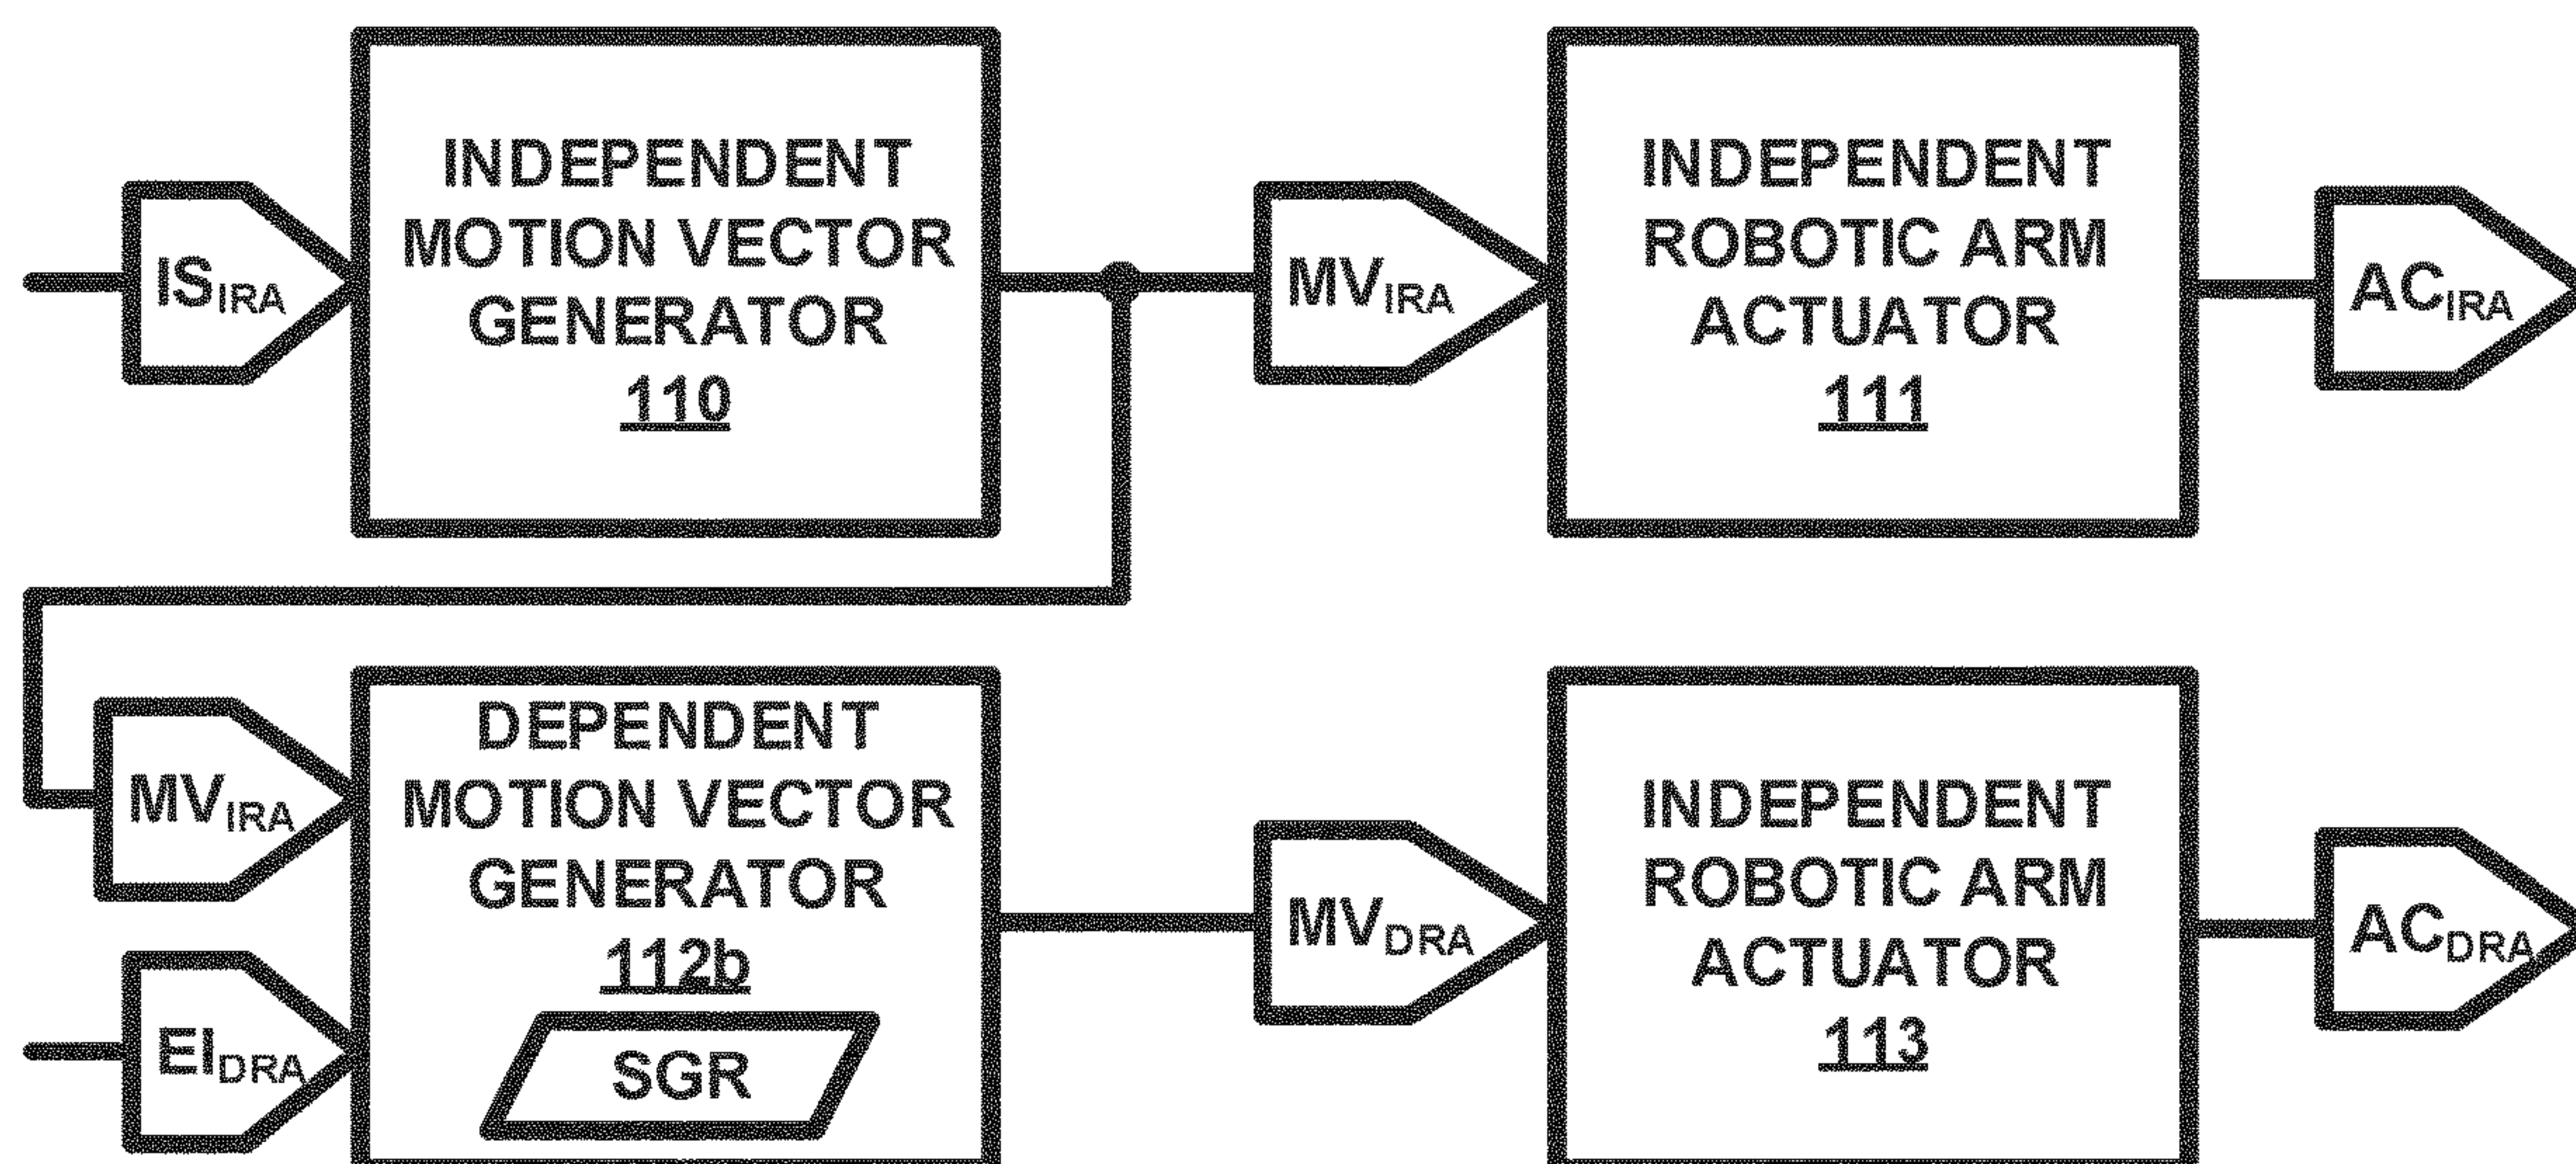 IS_IRA
INDEPENDENT
MOTION VECTOR
GENERATOR
110
MV_IRA
INDEPENDENT
ROBOTIC ARM
ACTUATOR
111
AC_IRA
MV_IRA
EI_DRA
DEPENDENT
MOTION VECTOR
GENERATOR
112b
SGR
MV_DRA
INDEPENDENT
ROBOTIC ARM
ACTUATOR
113
AC_DRA